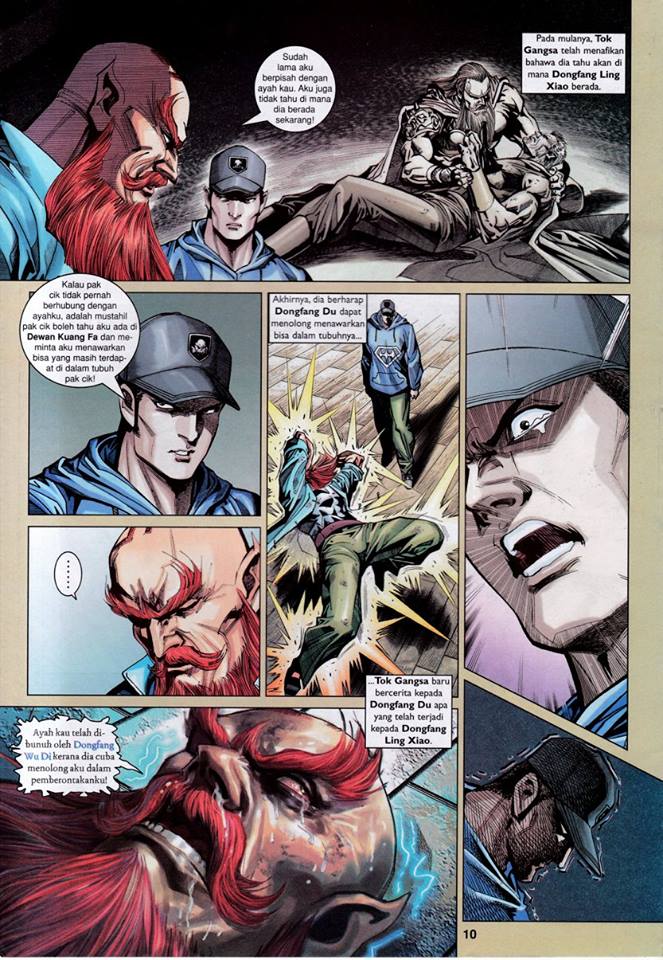 Pada mulanya, Tok
Gangsa telah menafikan
bahawa dia tahu akan di
mana Dongfang Ling
Xiao berada.
Sudah
lama aku
berpisah dengan
ayah kau. Aku juga
tidak tahu di mana
dia berada
sekarang!
Kalau pak
cik tidak pernah
berhubung dengan
ayahku, adalah mustahil
pak cik boleh tahu aku ada di
Dewan Kuang Fa dan me-
minta aku menawarkan
bisa yang masih terdap-
at di dalam tubuh
pak cik!
Akhirnya, dia berharap
Dongfang Du dapat
menolong menawarkan
bisa dalam tubuhnya...
......
...Tok Gangsa baru
bercerita kepada
Dongfang Du apa
yang telah terjadi
kepada Dongfang
Ling Xiao.
Ayah kau telah di-
bunuh oleh Dongfang
Wu Di kerana dia cuba
menolong aku dalam
pemberontakanku!
10